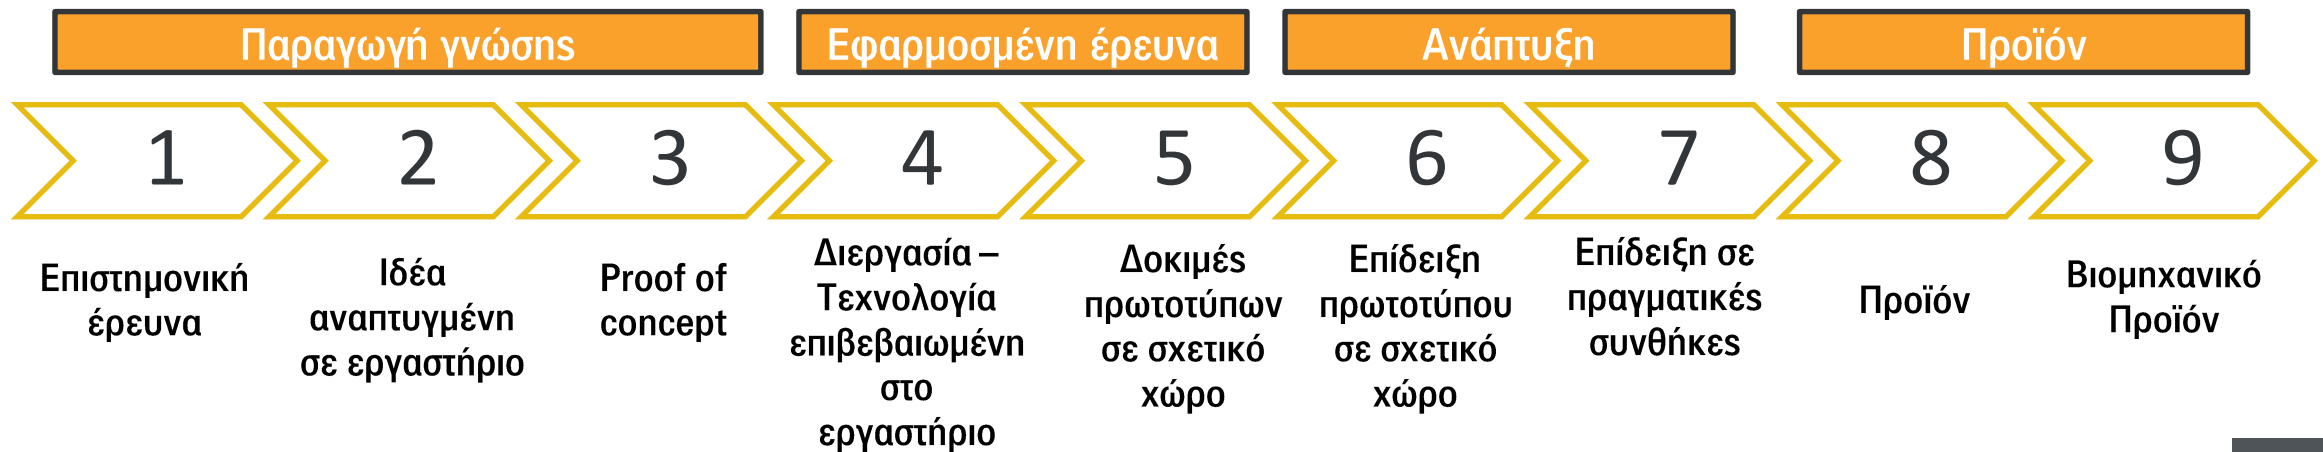 Παραγωγή γνώσης
Εφαρμοσμένη έρευνα
Ανάπτυξη
Προϊόν
1
2
3
4
5
6
7
8
9
Επιστημονική
έρευνα
Ιδέα
αναπτυγμένη
σε εργαστήριο
Proof of
concept
Διεργασία –
Τεχνολογία
επιβεβαιωμένη
στο
εργαστήριο
Δοκιμές
πρωτοτύπων
σε σχετικό
χώρο
Επίδειξη
πρωτοτύπου
σε σχετικό
χώρο
Επίδειξη σε
πραγματικές
συνθήκες
Προϊόν
Βιομηχανικό
Προϊόν